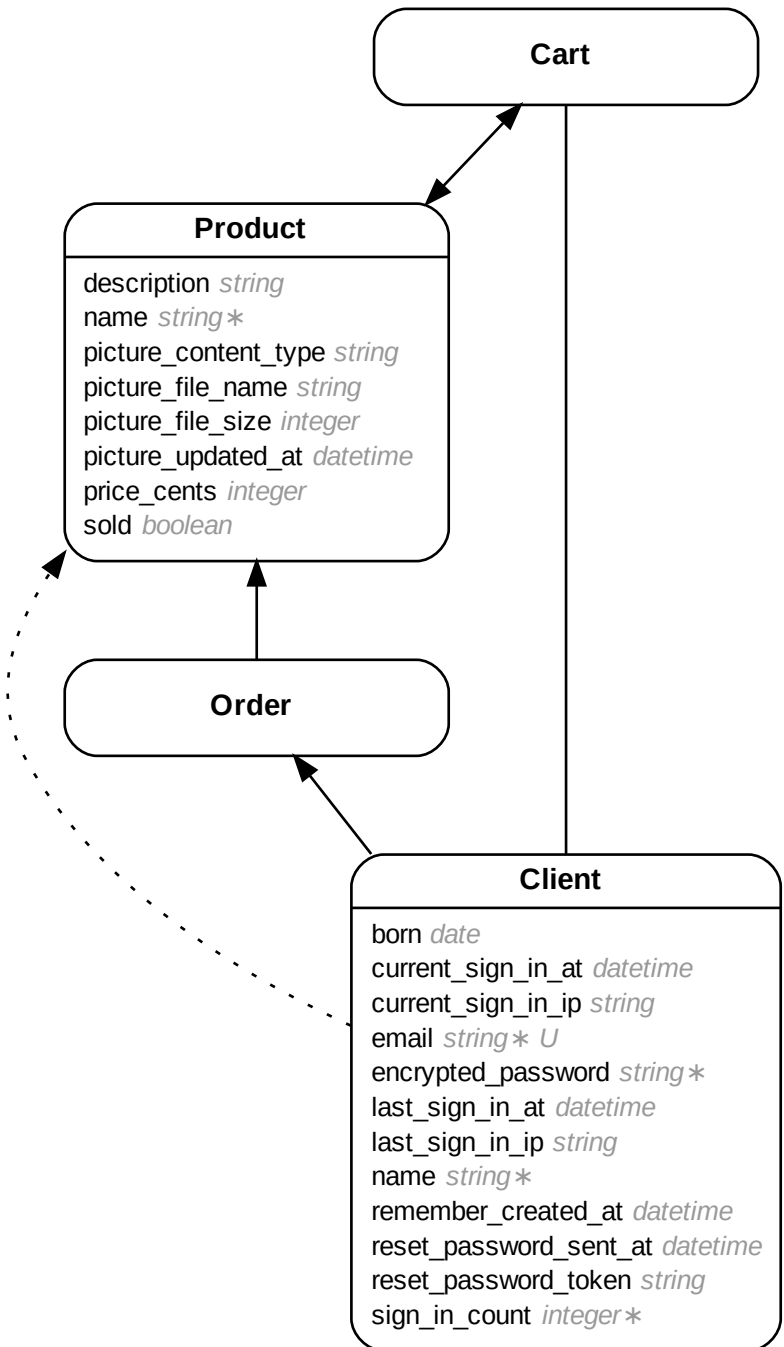 Cart
Product
description string
name string∗
picture_content_type string
picture_file_name string
picture_file_size integer
picture_updated_at datetime
price_cents integer
sold boolean
Order
Client
born date
current_sign_in_at datetime
current_sign_in_ip string
email string∗ U
encrypted_password string∗
last_sign_in_at datetime
last_sign_in_ip string
name string∗
remember_created_at datetime
reset_password_sent_at datetime
reset_password_token string
sign_in_count integer∗